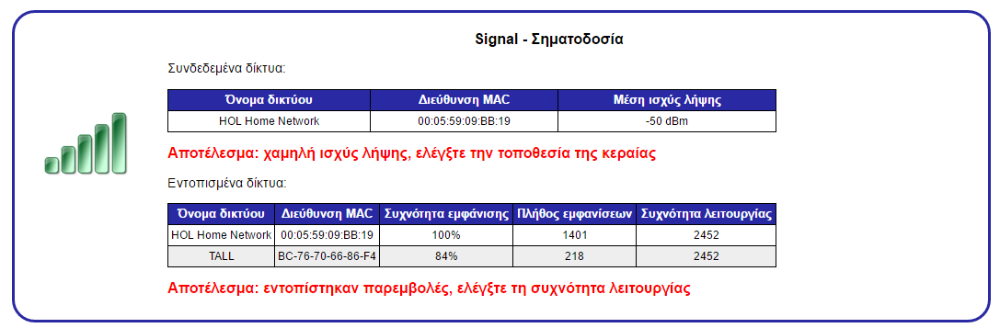 Signal - Σηματοδοσία
Συνδεδεμένα δίκτυα:
Όνομα δικτύου Διεύθυνση MAC Μέση ισχύς λήψης
HOL Home Network 00:05:59:09:BB:19 -50 dBm
Αποτέλεσμα: χαμηλή ισχύς λήψης, ελέγξτε την τοποθεσία της κεραίας
Εντοπισμένα δίκτυα:
Όνομα δικτύου Διεύθυνση MAC Συχνότητα εμφάνισης Πλήθος εμφανίσεων Συχνότητα Λειτουργίας
HOL Home Network 00:05:59:09:BB:19 100% 1401 2452
TALL BC-76-70-66-86-F4 84% 218 2452
Αποτέλεσμα: εντοπίστηκαν παρεμβολές, ελέγξτε τη συχνότητα λειτουργίας